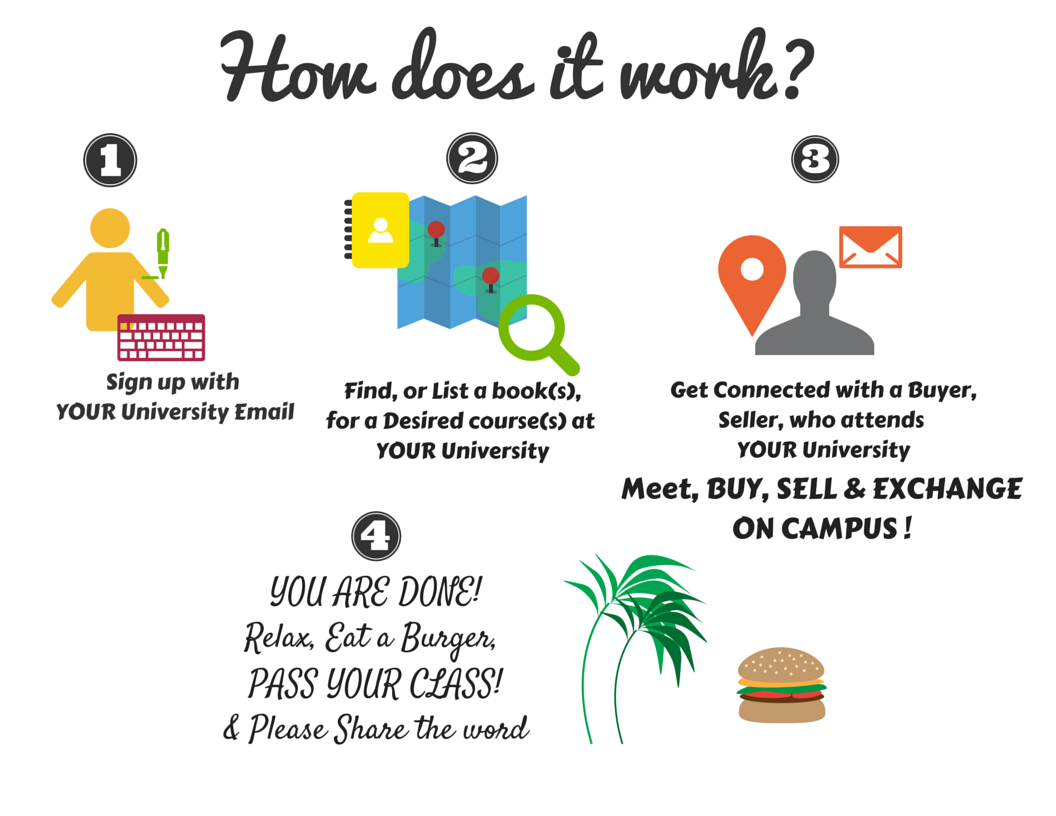 How does it work?
1
Sign up with
YOUR University Email
2
Find, or List a book(s),
for a Desired course(s) at
YOUR University
3
Get Connected with a Buyer,
Seller, who attends
YOUR University
Meet, BUY, SELL & EXCHANGE
ON CAMPUS !
4
YOU ARE DONE!
Relax, Eat a Burger,
PASS YOUR CLASS!
& Please Share the word